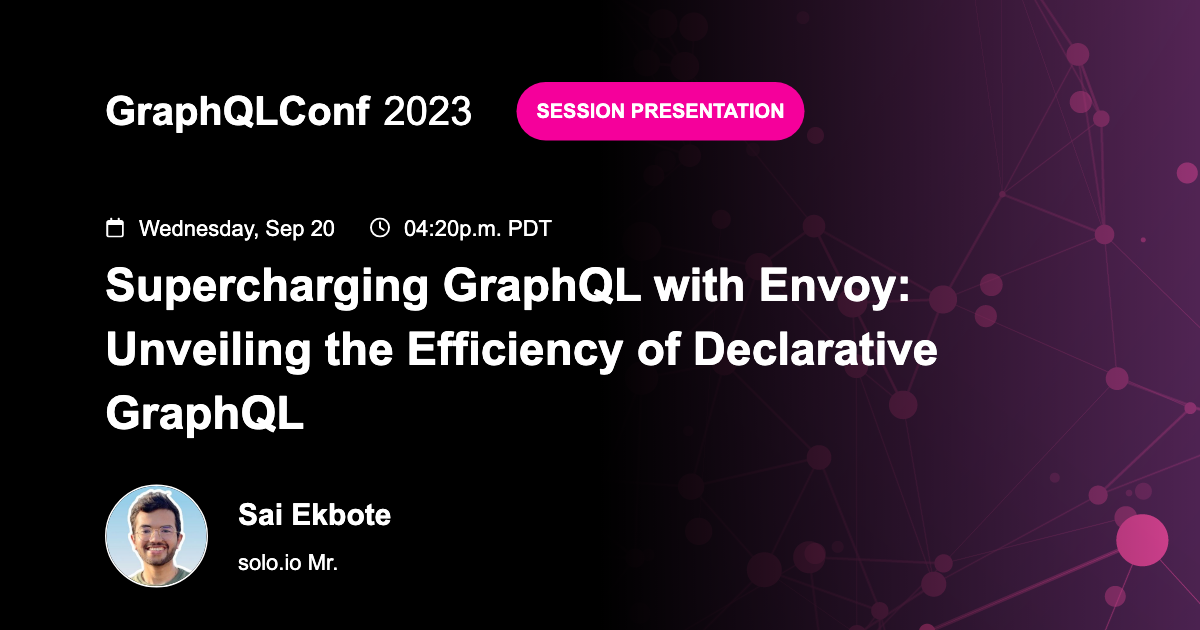 GraphQLConf 2023
SESSION PRESENTATION
Wednesday, Sep 20 04:20p.m. PDT
Supercharging GraphQL with Envoy:
Unveiling the Efficiency of Declarative
GraphQL
Sai Ekbote
solo.io Mr.